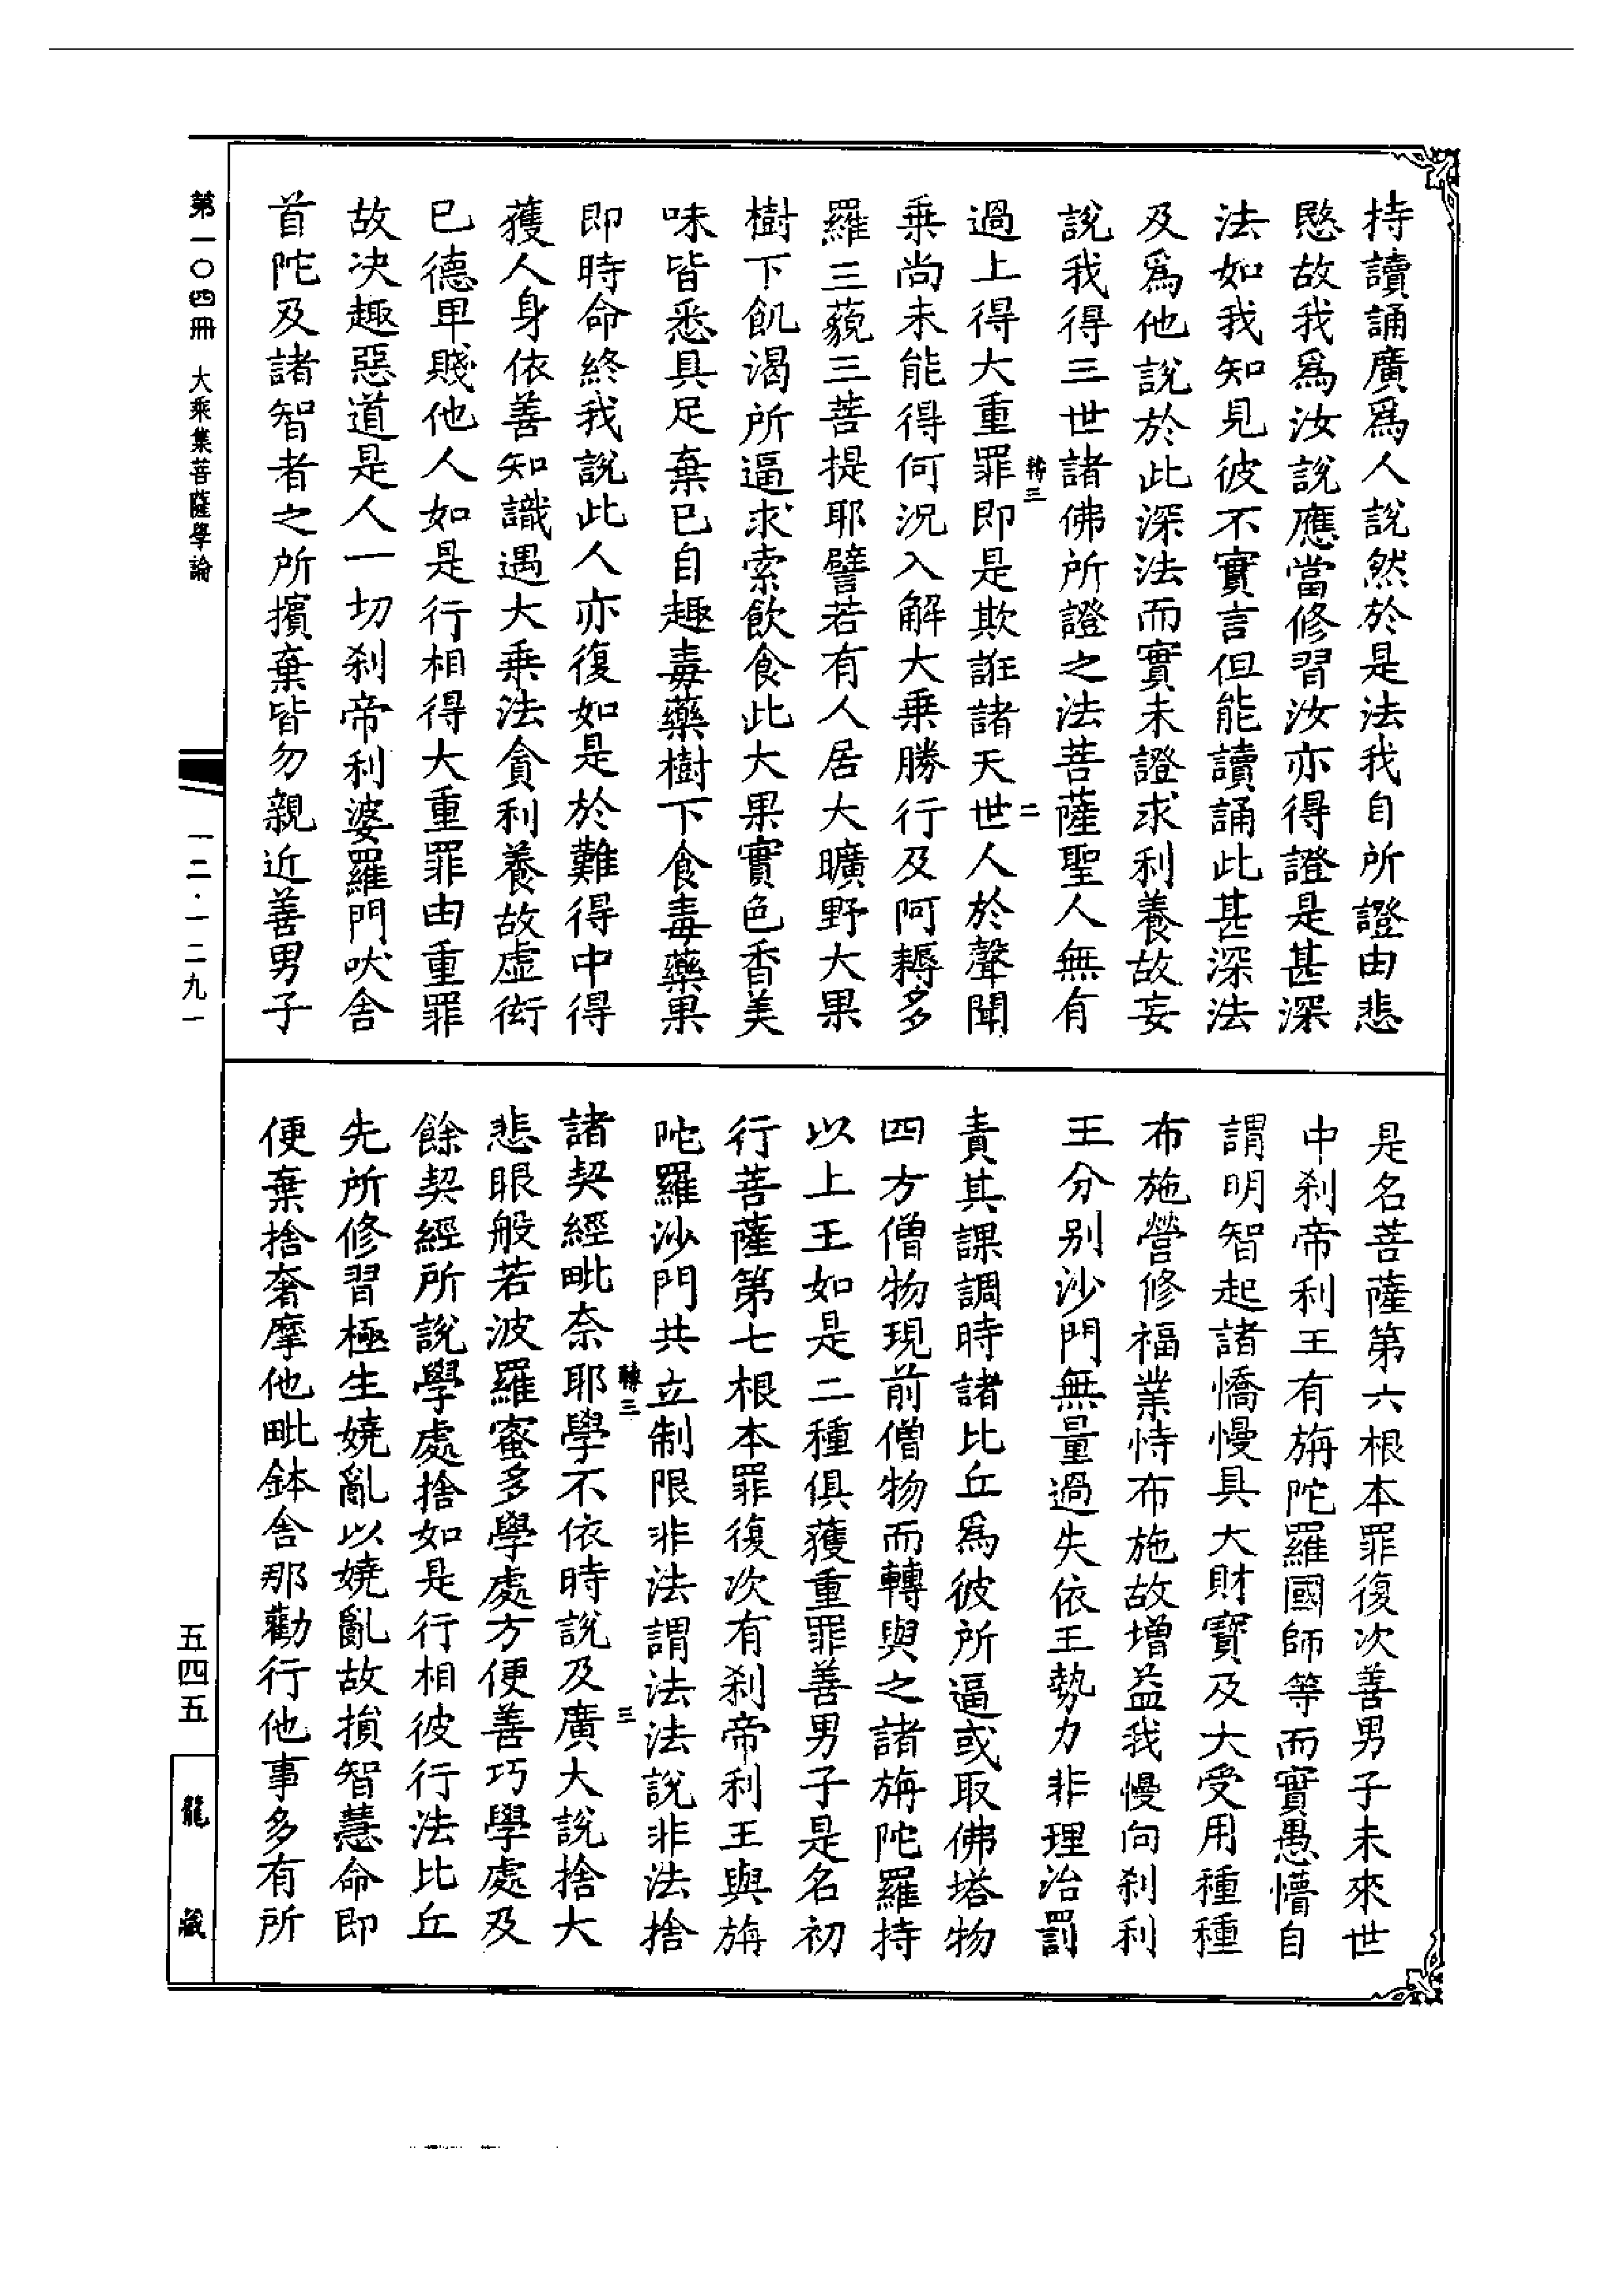 持讀誦廣爲人說然於是法我自所證由悲
愍故我爲汝說應當修習汝亦得證是甚深
法如我知見彼不實言但能讀誦此甚深法
及爲他說於此深法而實未證求利養故妄
說我得三世諸佛所證之法菩薩聖人無有
轉三
二
過上得大重罪即是欺誑諸天世人於聲聞
乗尚未能得何況入解大乗勝行及阿耨多
羅三藐三菩提耶譬若有人居大曠野大果
樹下飢渴所逼求索飲食此大果實色香美
味皆悉具足棄已自趣毒藥樹下食毒藥果
即時命終我說此人亦復如是於難得中得
獲人身依善知識遇大乗法貪利養故虛衒
已德卑賤他人如是行相得大重罪由重罪
故决趣惡道是人一切刹帝利婆羅門吠舍
首陀及諸智者之所擯棄皆勿親近善男子
是名菩薩第六根本罪復次善男子未來世
中刹帝利王有旃陀羅國師等而實愚懵自
謂明智起諸憍慢具大財寶及大受用種種
布施營修福業恃布施故增益我慢向刹利
王分别沙門無量過失依王勢力非理治罰
責其課調時諸比丘爲彼所逼或取佛塔物
四方僧物現前僧物而轉與之諸旃陀羅持
以上王如是二種俱獲重罪善男子是名初
行菩薩第七根本罪復次有刹帝利王與旃
陀羅沙門共立制限非法謂法法說非法捨
轉三
三
諸契經毗奈耶學不依時說及廣大說捨大
悲眼般若波羅蜜多學處方便善巧學處及
餘契經所說學處捨如是行相彼行法比丘
先所修習極生嬈亂以嬈亂故損智慧命即
便棄捨奢摩他毗鉢舍那勸行他事多有所
第一〇四冊 大乘集菩薩學論
一二·一二九一
五四五
龍藏